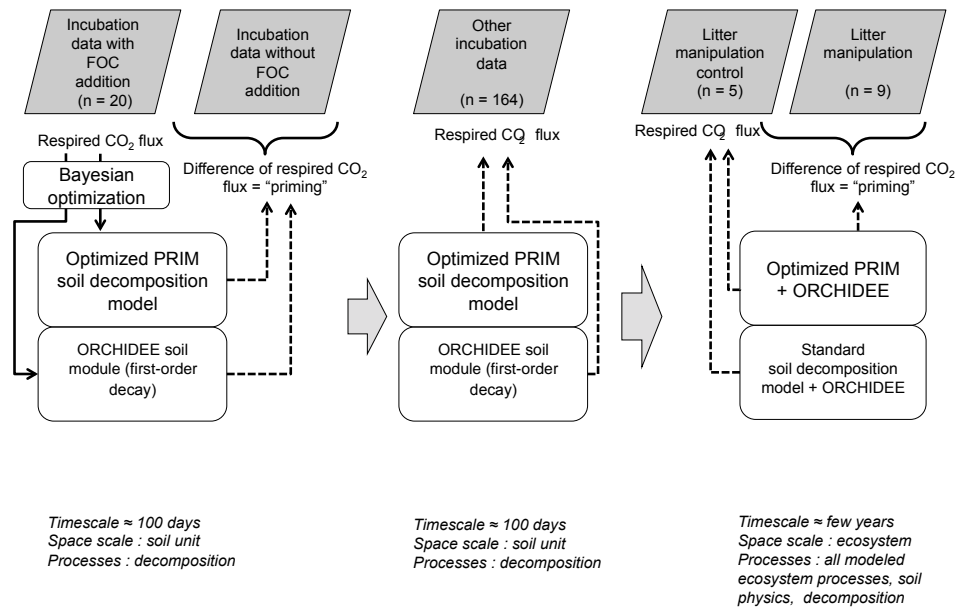 Incubation
data with
FOC
addition
(n = 20)
Incubation
data without
FOC
addition
Respired CO2 flux
Bayesian
optimization
Difference of respired CO2
flux = "priming"
Optimized PRIM
soil decomposition
model
ORCHIDEE soil
module (first-order
decay)
Timescale ≈ 100 days
Space scale : soil unit
Processes : decomposition
Other
incubation
data
(n = 164)
Respired CO2 flux
Optimized PRIM
soil decomposition
model
ORCHIDEE soil
module (first-order
decay)
Timescale ≈ 100 days
Space scale : soil unit
Processes : decomposition
Litter
manipulation
control
(n = 5)
Litter
manipulation
(n = 9)
Respired CO2 flux
Difference of respired CO2
flux = "priming"
Optimized PRIM
+ ORCHIDEE
Standard
soil decomposition
model + ORCHIDEE
Timescale ≈ few years
Space scale : ecosystem
Processes : all modeled
ecosystem processes, soil
physics, decomposition